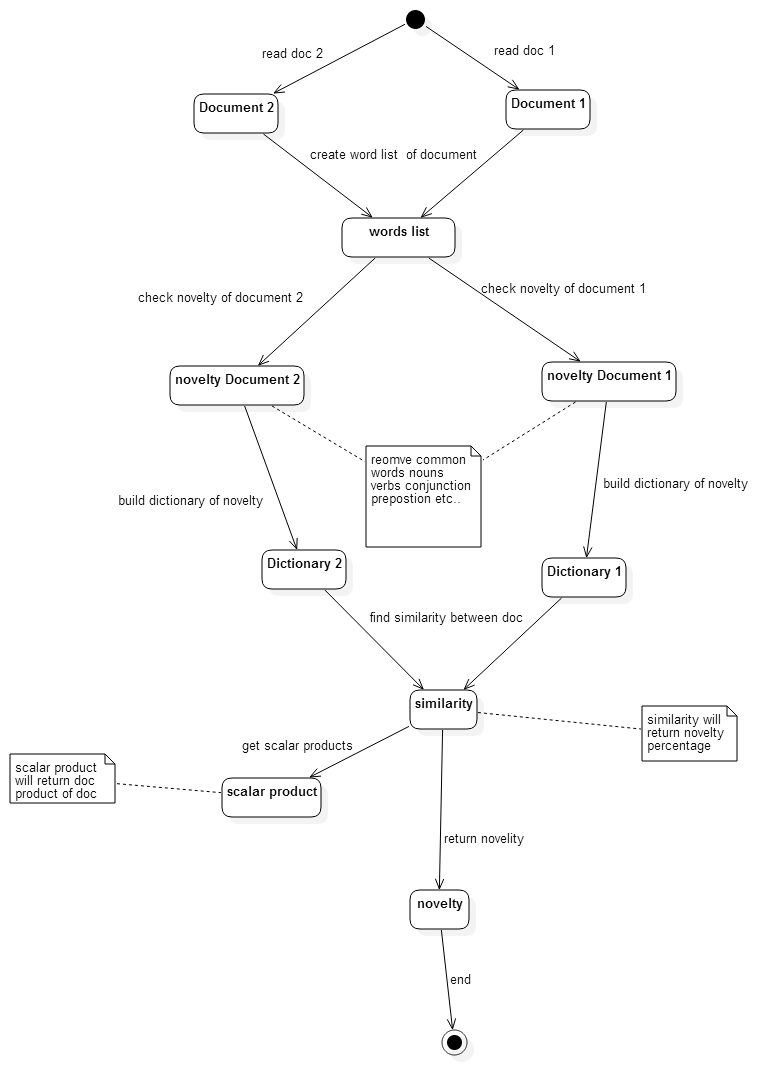 read doc 2
read doc 1
Document 2
Document 1
create word list  of document
words list
check novelty of document 2
check novelty of document 1
novelty Document 2
novelty Document 1
reomve common
words nouns
verbs conjunction
prepostion etc..
build dictionary of novelty
build dictionary of novelty
Dictionary 2
Dictionary 1
find similarity between doc
similarity
similarity will
return novelty
percentage
get scalar products
scalar product
will return doc
product of doc
scalar product
return novelity
novelty
end